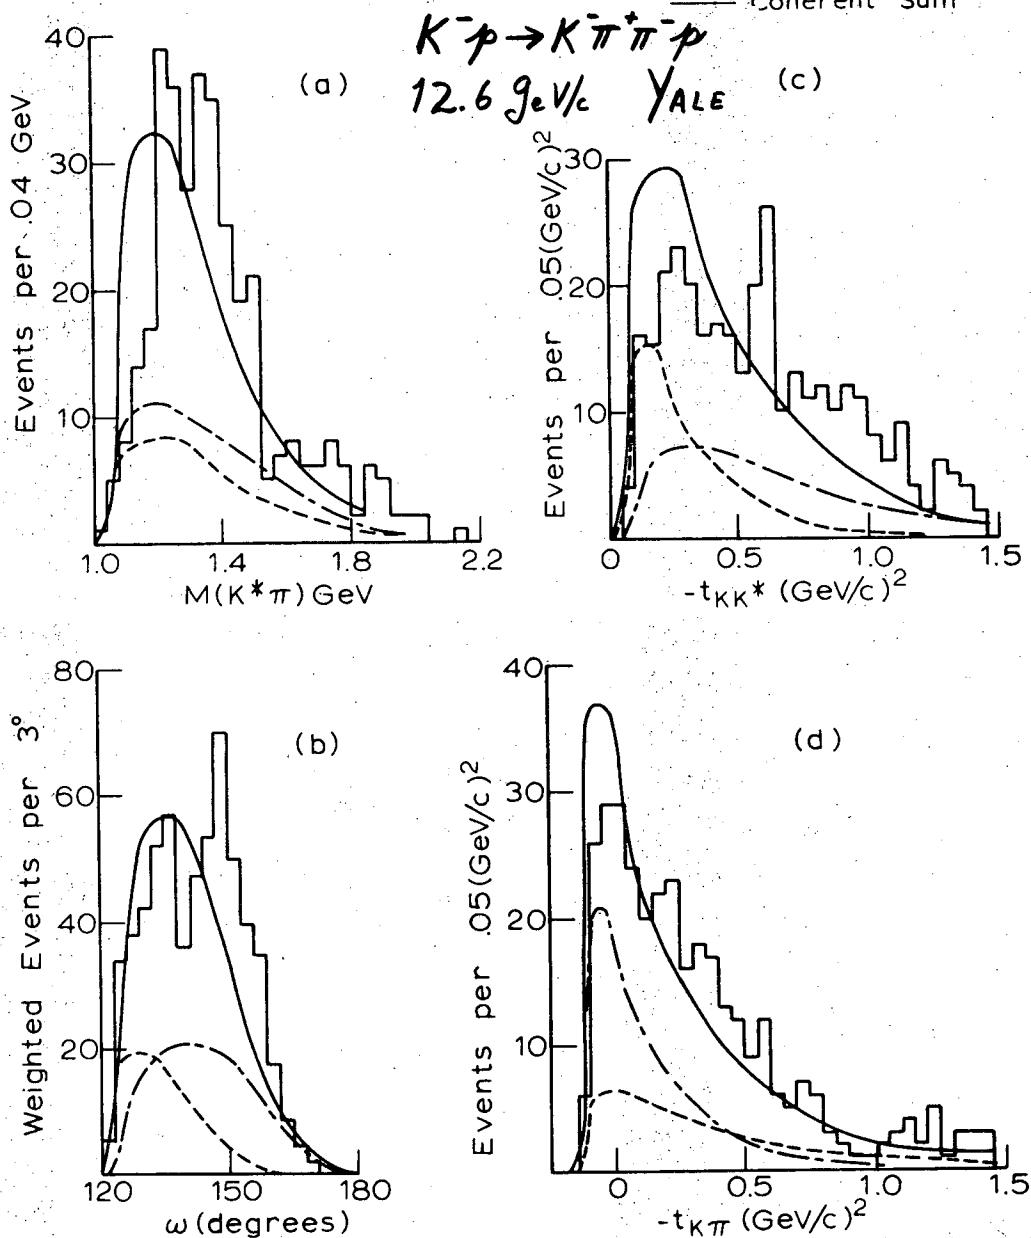 Coherent Sum
K⁻p → K⁻π⁺π⁻p
12.6 GeV/c YALE
(a)
Events per .04 GeV
40
30
20
10
1.0 1.4 1.8 2.2
M(K*π) GeV
(c)
Events per .05(GeV/c)²
30
20
10
0 0.5 1.0 1.5
-tKK* (GeV/c)²
(b)
Weighted Events per 3°
80
60
40
20
120 150 180
ω (degrees)
(d)
Events per .05(GeV/c)²
40
30
20
10
0 0.5 1.0 1.5
-tKπ (GeV/c)²